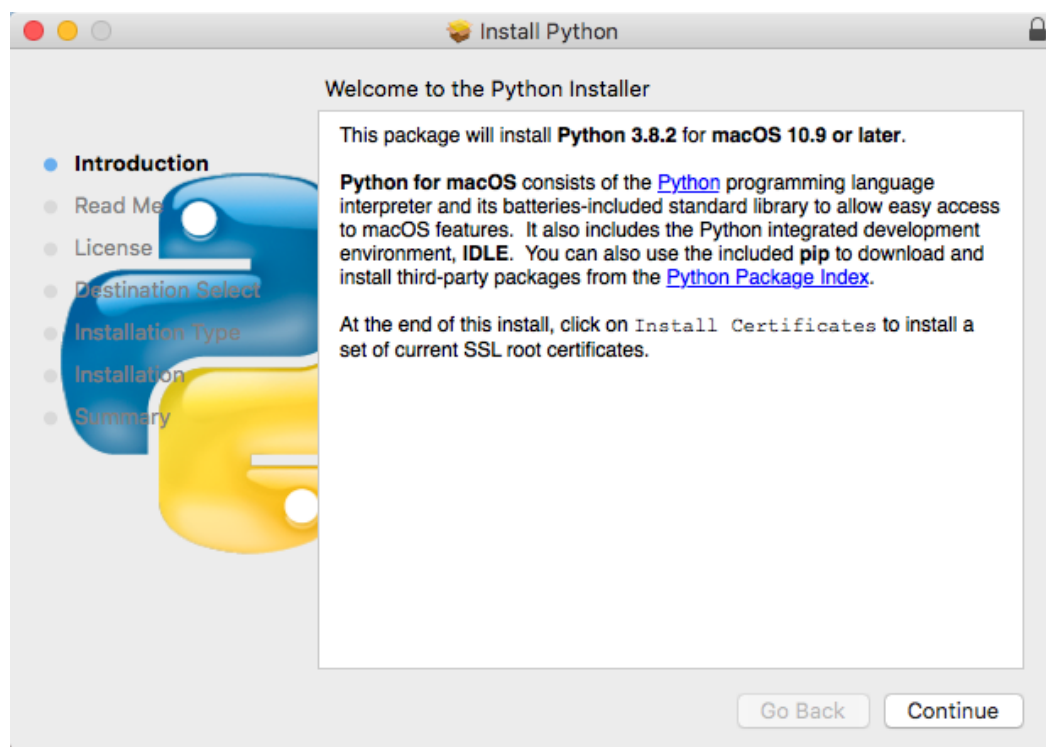 Install Python
Welcome to the Python Installer
Introduction
Read Me
License
Destination Select
Installation Type
Installation
Summary
This package will install Python 3.8.2 for macOS 10.9 or later.
Python for macOS consists of the Python programming language
interpreter and its batteries-included standard library to allow easy access
to macOS features.  It also includes the Python integrated development
environment, IDLE.  You can also use the included pip to download and
install third-party packages from the Python Package Index.
At the end of this install, click on Install Certificates to install a
set of current SSL root certificates.
Go Back
Continue